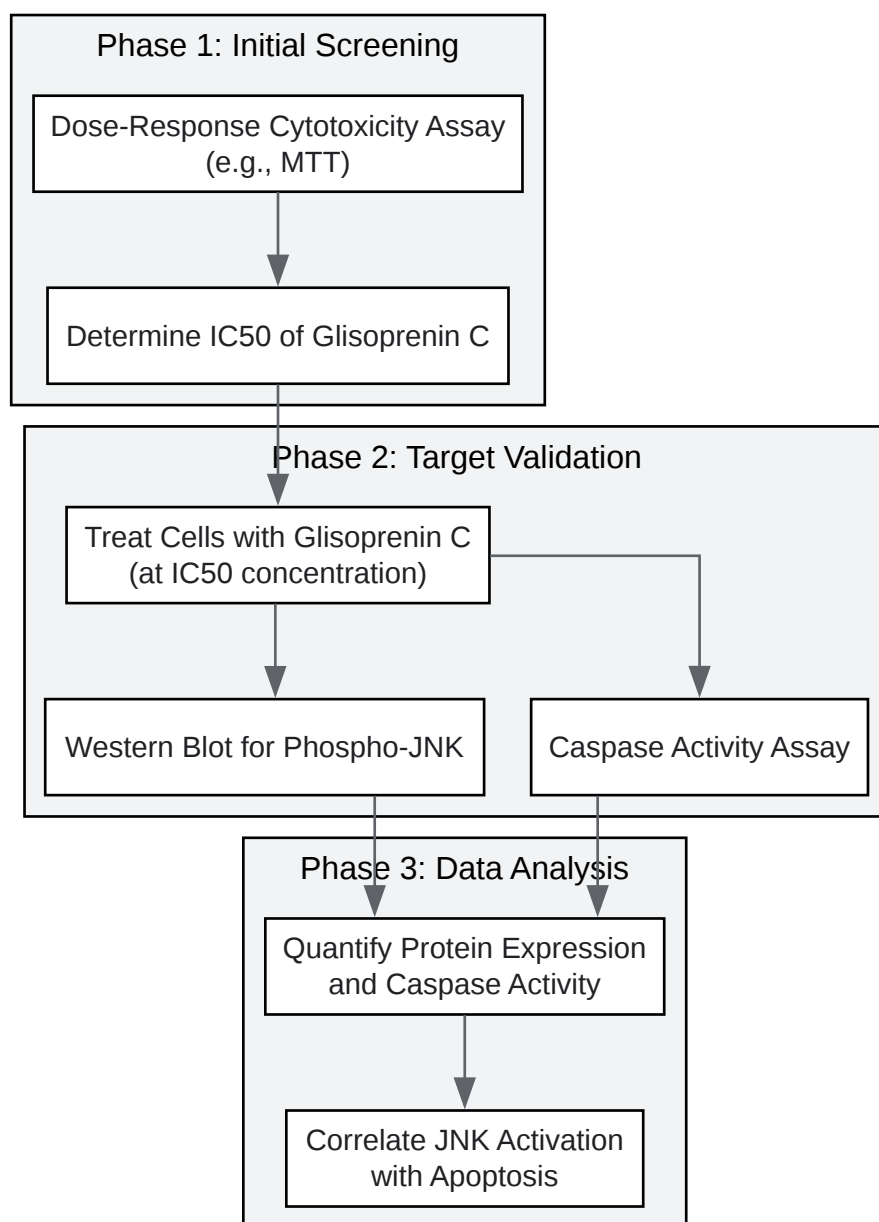 Phase 1: Initial Screening
Dose-Response Cytotoxicity Assay
(e.g., MTT)
Determine IC50 of Glisoprenin C
Phase 2: Target Validation
Treat Cells with Glisoprenin C
(at IC50 concentration)
Western Blot for Phospho-JNK
Caspase Activity Assay
Phase 3: Data Analysis
Quantify Protein Expression
and Caspase Activity
Correlate JNK Activation
with Apoptosis